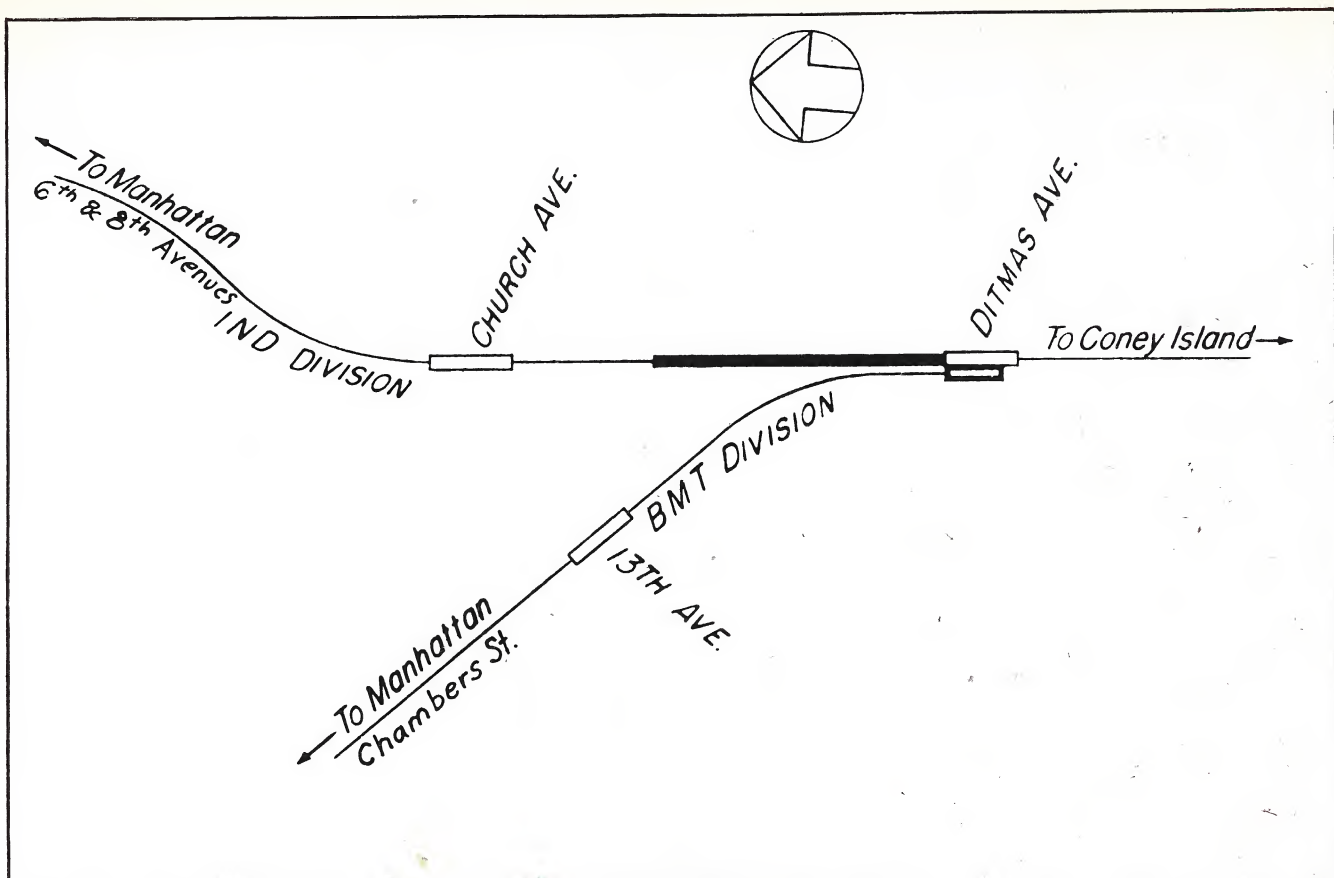 To Manhattan
6th & 8th Avenues
IND DIVISION
CHURCH AVE.
DITMAS AVE.
To Coney Island
BMT DIVISION
13TH AVE.
To Manhattan
Chambers St.